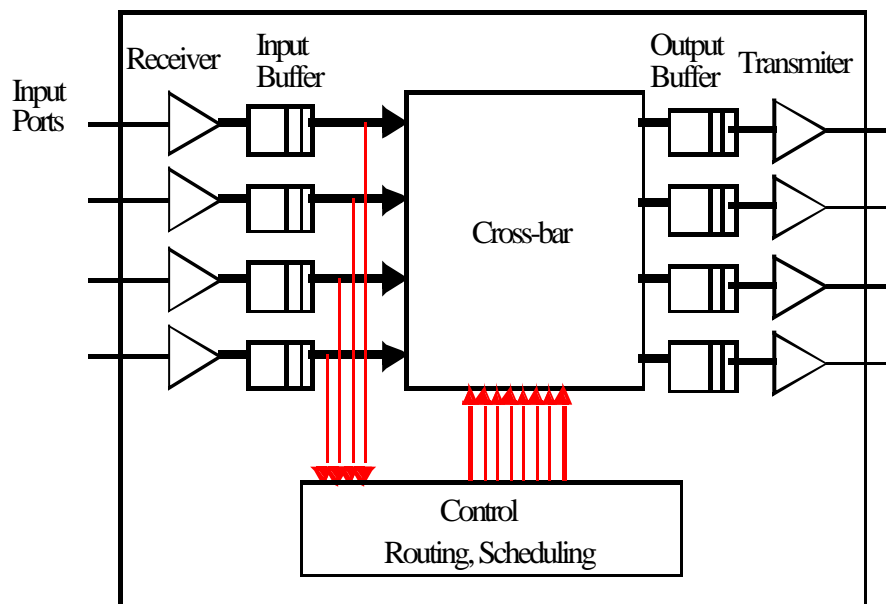 Input
Ports
Receiver
Input
Buffer
Output
Buffer
Transmiter
Cross-bar
Control
Routing, Scheduling